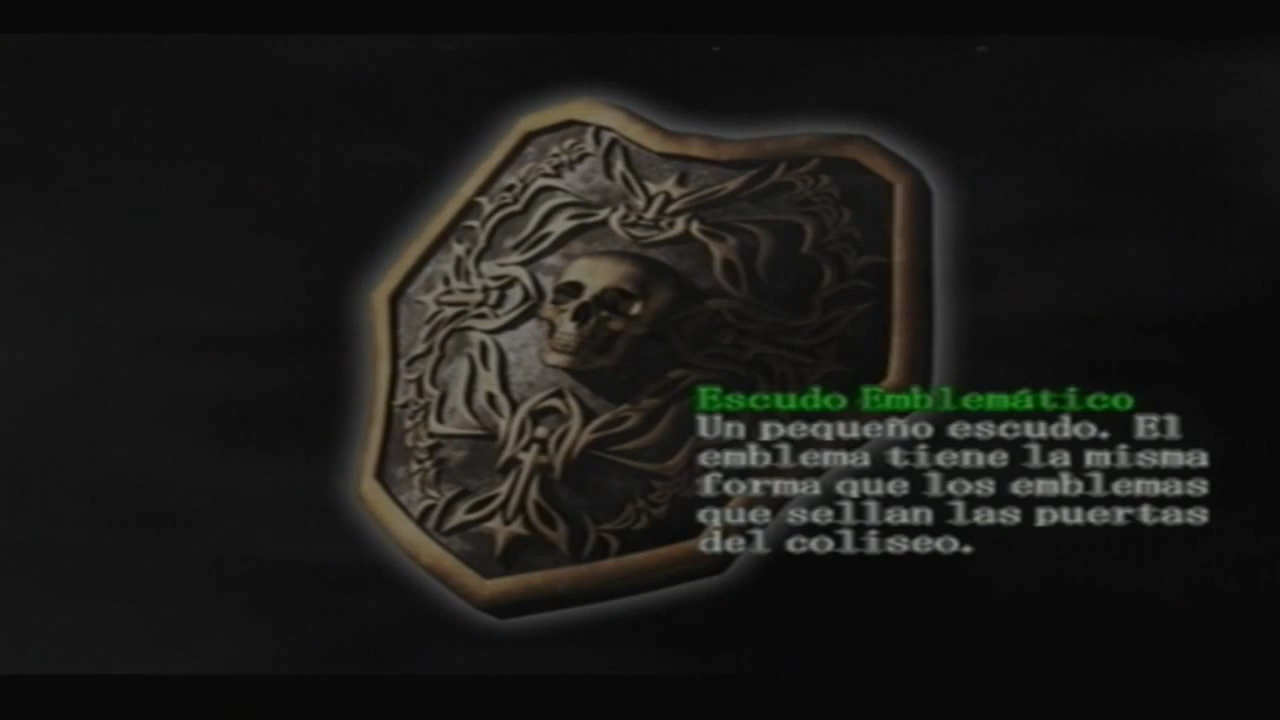 Escudo Emblemático
Un pequeño escudo. El
emblema tiene la misma
forma que los emblemas
que sellan las puertas
del coliseo.